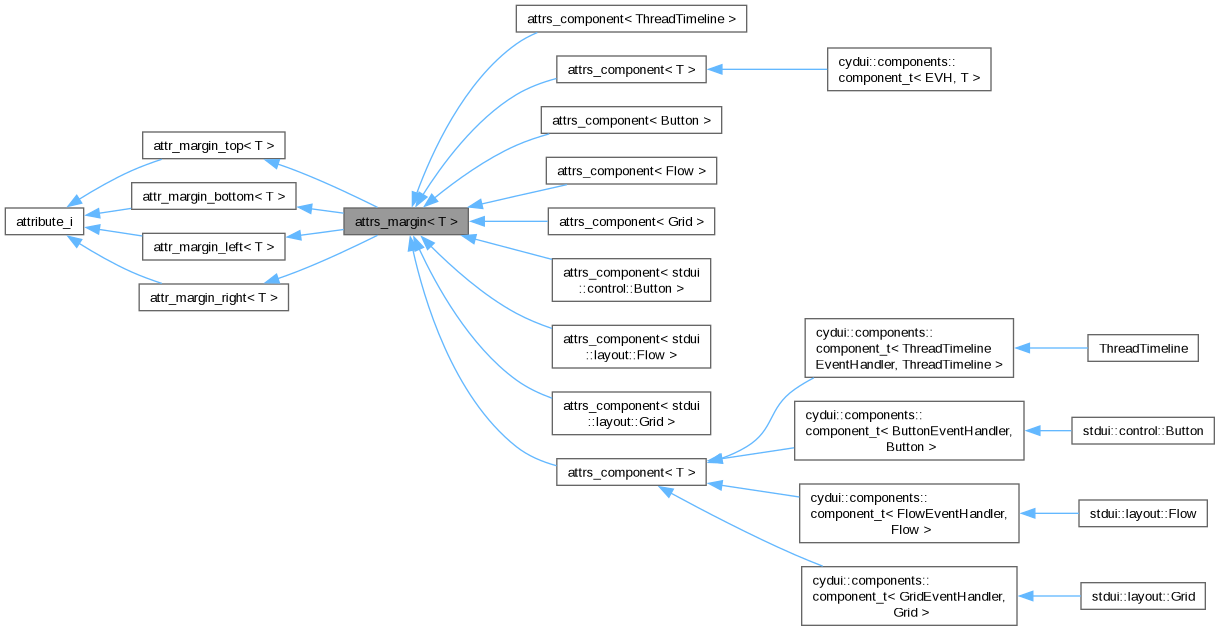 attribute_i
attr_margin_top< T >
attr_margin_bottom< T >
attr_margin_left< T >
attr_margin_right< T >
attrs_margin< T >
attrs_component< ThreadTimeline >
attrs_component< T >
attrs_component< Button >
attrs_component< Flow >
attrs_component< Grid >
attrs_component< stdui
::control::Button >
attrs_component< stdui
::layout::Flow >
attrs_component< stdui
::layout::Grid >
attrs_component< T >
cydui::components::
component_t< EVH, T >
cydui::components::
component_t< ThreadTimeline
EventHandler, ThreadTimeline >
cydui::components::
component_t< ButtonEventHandler,
Button >
cydui::components::
component_t< FlowEventHandler,
Flow >
cydui::components::
component_t< GridEventHandler,
Grid >
ThreadTimeline
stdui::control::Button
stdui::layout::Flow
stdui::layout::Grid